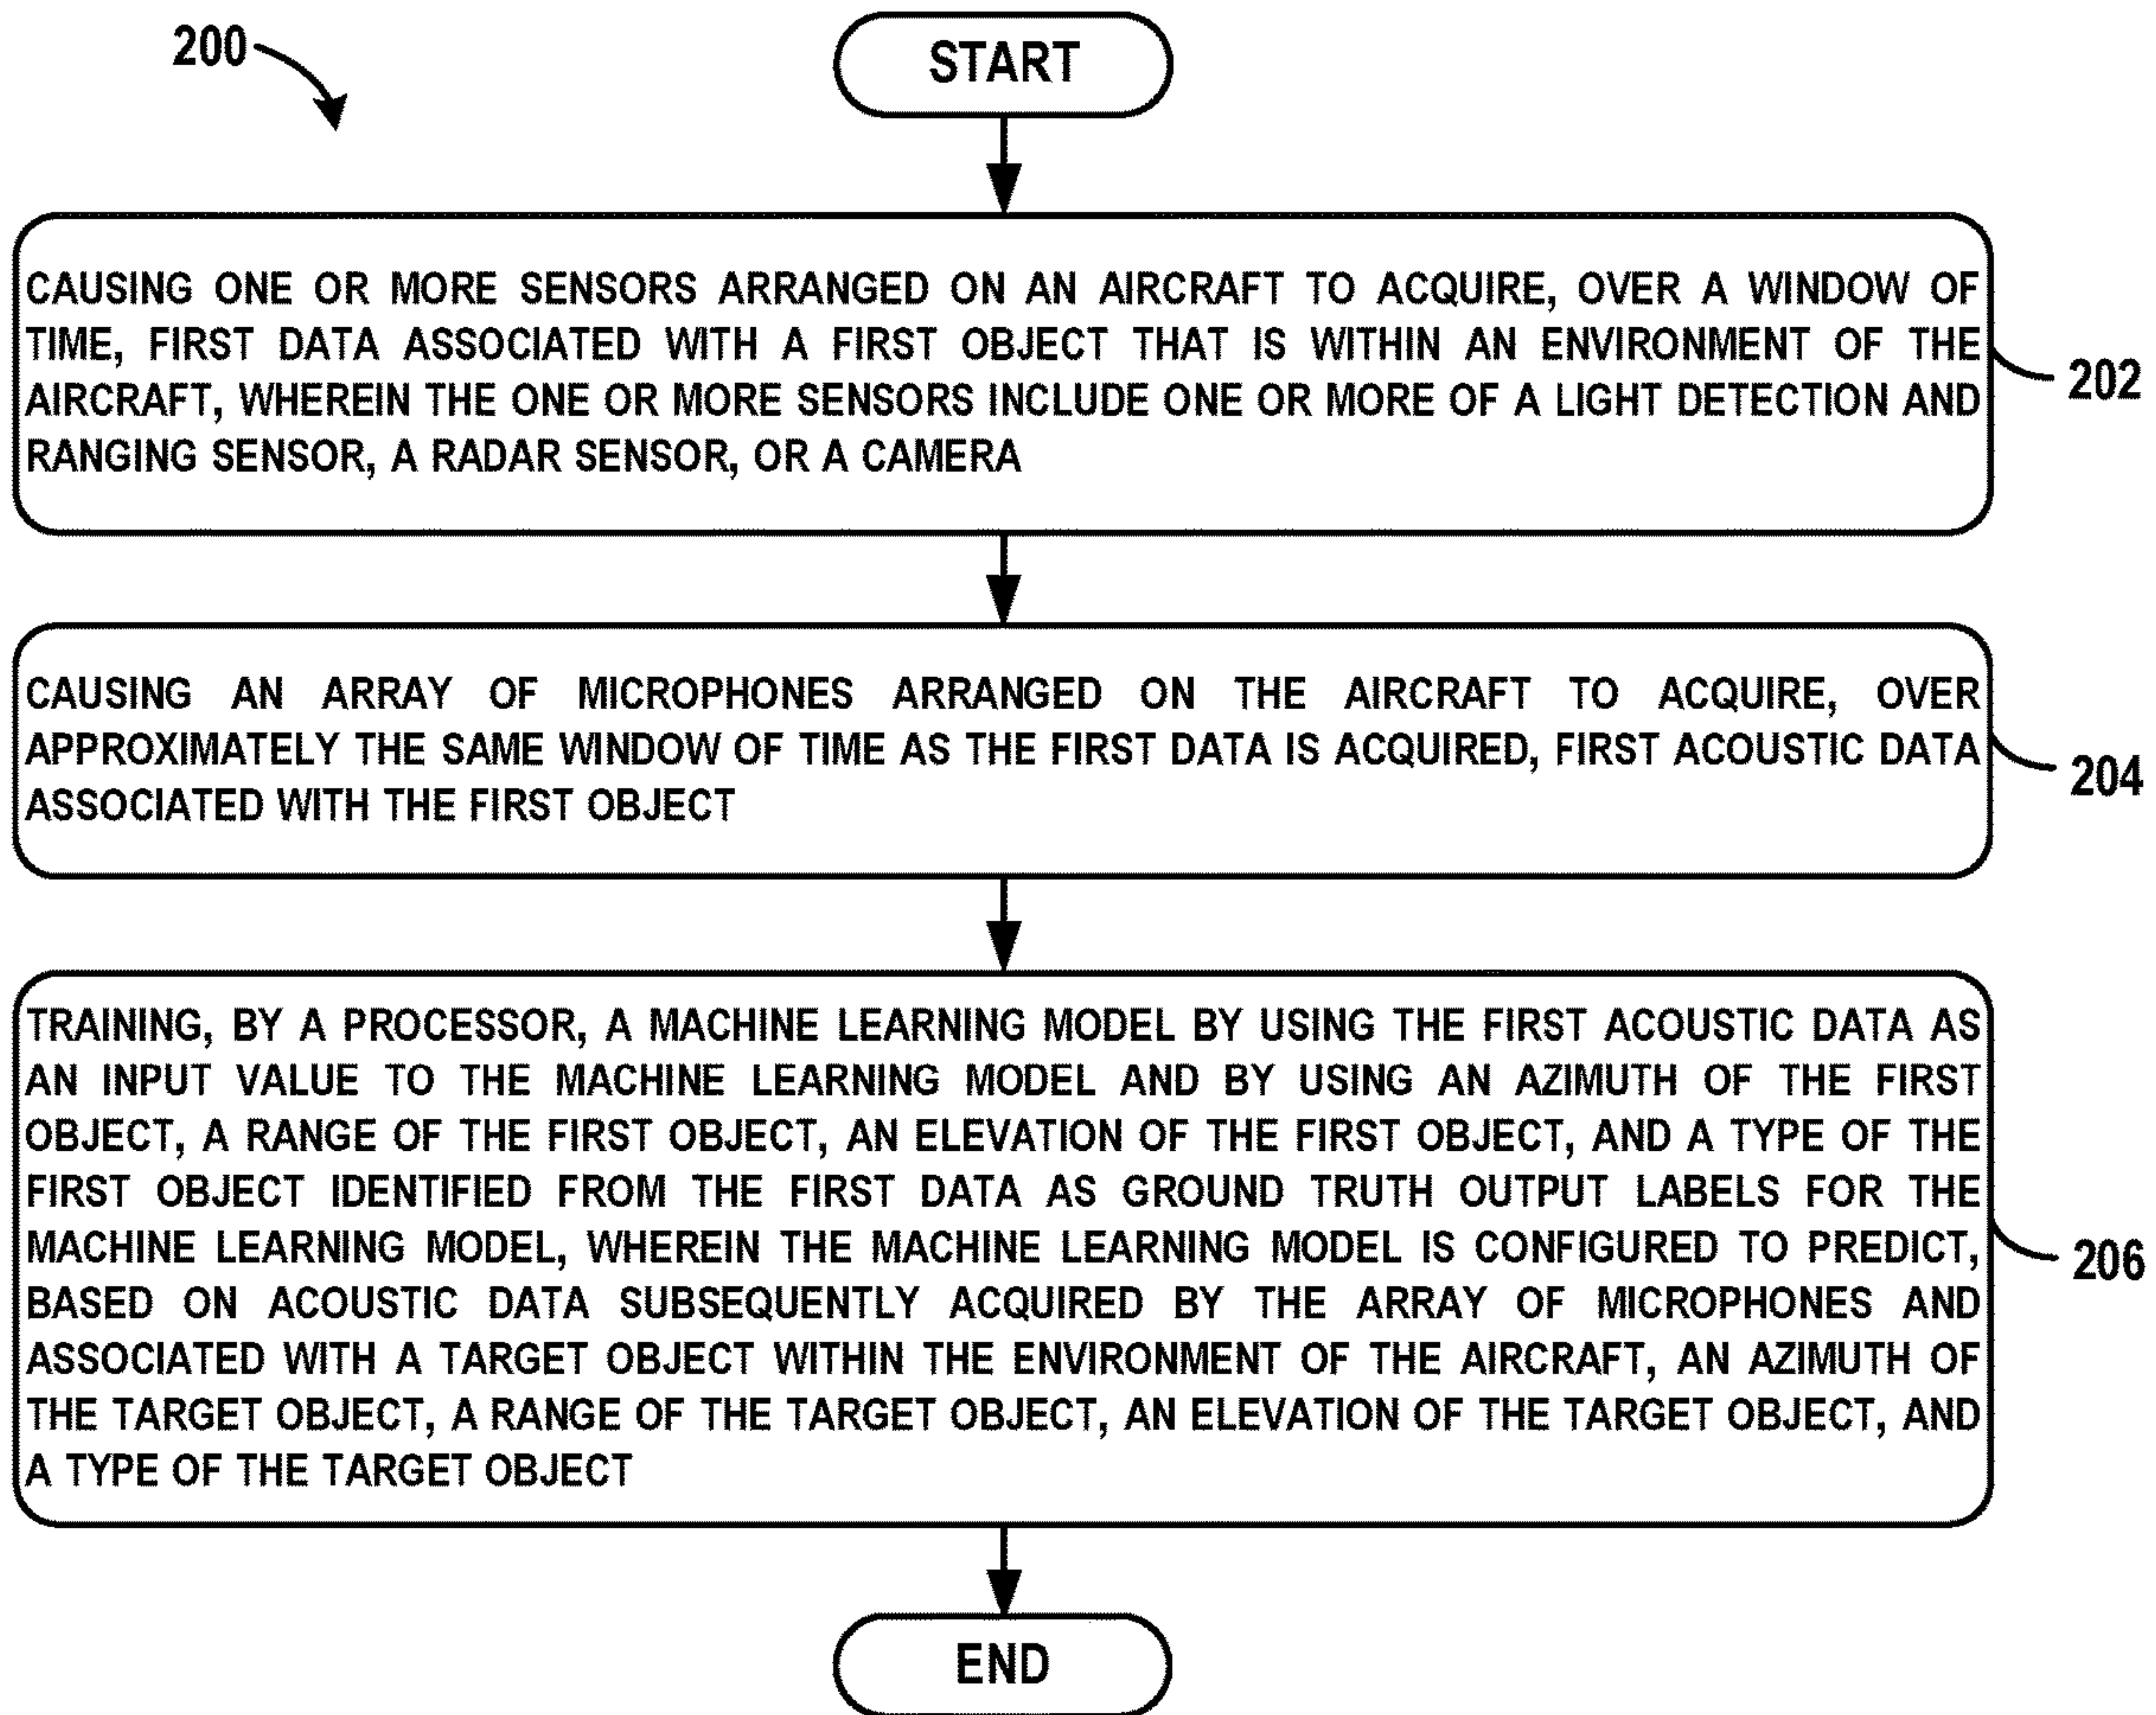 200
START
CAUSING ONE OR MORE SENSORS ARRANGED ON AN AIRCRAFT TO ACQUIRE, OVER A WINDOW OF
TIME, FIRST DATA ASSOCIATED WITH A FIRST OBJECT THAT IS WITHIN AN ENVIRONMENT OF THE
AIRCRAFT, WHEREIN THE ONE OR MORE SENSORS INCLUDE ONE OR MORE OF A LIGHT DETECTION AND
RANGING SENSOR, A RADAR SENSOR, OR A CAMERA
202
CAUSING AN ARRAY OF MICROPHONES ARRANGED ON THE AIRCRAFT TO ACQUIRE, OVER
APPROXIMATELY THE SAME WINDOW OF TIME AS THE FIRST DATA IS ACQUIRED, FIRST ACOUSTIC DATA
ASSOCIATED WITH THE FIRST OBJECT
204
TRAINING, BY A PROCESSOR, A MACHINE LEARNING MODEL BY USING THE FIRST ACOUSTIC DATA AS
AN INPUT VALUE TO THE MACHINE LEARNING MODEL AND BY USING AN AZIMUTH OF THE FIRST
OBJECT, A RANGE OF THE FIRST OBJECT, AN ELEVATION OF THE FIRST OBJECT, AND A TYPE OF THE
FIRST OBJECT IDENTIFIED FROM THE FIRST DATA AS GROUND TRUTH OUTPUT LABELS FOR THE
MACHINE LEARNING MODEL, WHEREIN THE MACHINE LEARNING MODEL IS CONFIGURED TO PREDICT,
BASED ON ACOUSTIC DATA SUBSEQUENTLY ACQUIRED BY THE ARRAY OF MICROPHONES AND
ASSOCIATED WITH A TARGET OBJECT WITHIN THE ENVIRONMENT OF THE AIRCRAFT, AN AZIMUTH OF
THE TARGET OBJECT, A RANGE OF THE TARGET OBJECT, AN ELEVATION OF THE TARGET OBJECT, AND
A TYPE OF THE TARGET OBJECT
206
END